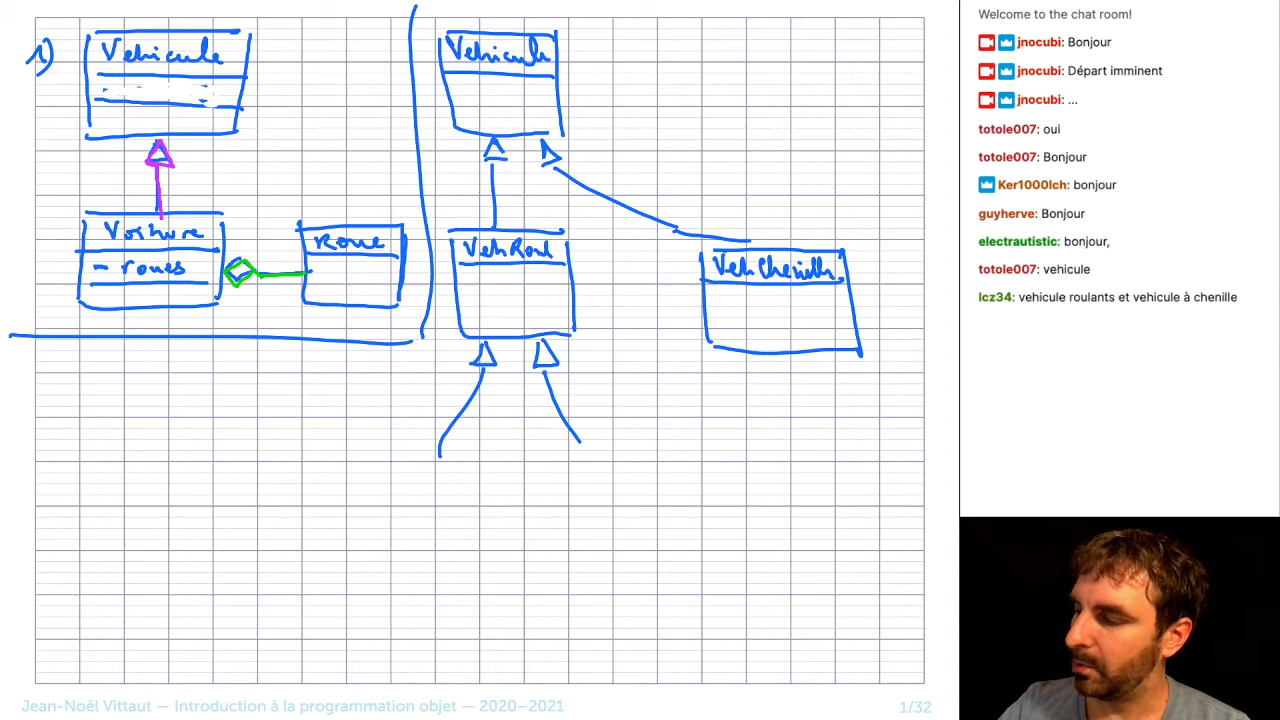 1)
Vehicule
Voiture
- roues
Roue
Vehicule
VehRoul
VehChenille
Jean-Noël Vittaut — Introduction à la programmation objet — 2020–2021
1/32
Welcome to the chat room!
jnocubi: Bonjour
jnocubi: Départ imminent
jnocubi: ...
totole007: oui
totole007: Bonjour
Ker1000lch: bonjour
guyherve: Bonjour
electrautistic: bonjour,
totole007: vehicule
lcz34: vehicule roulants et vehicule à chenille